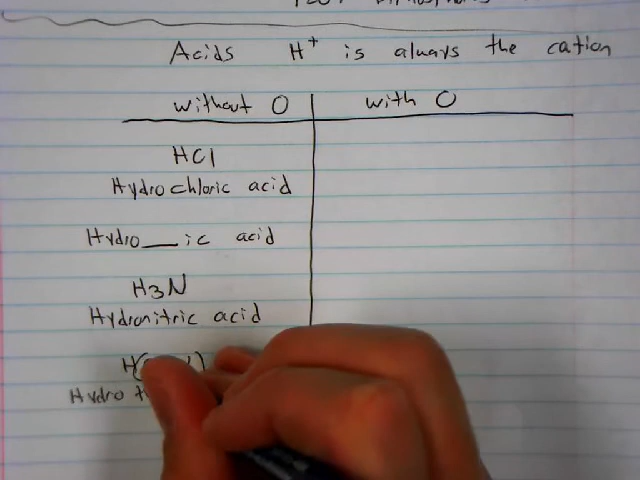 Acids H+ is always the cation
without O with O
HCl
Hydrochloric acid
Hydro___ic acid
H3N
Hydronitric acid
Hydro